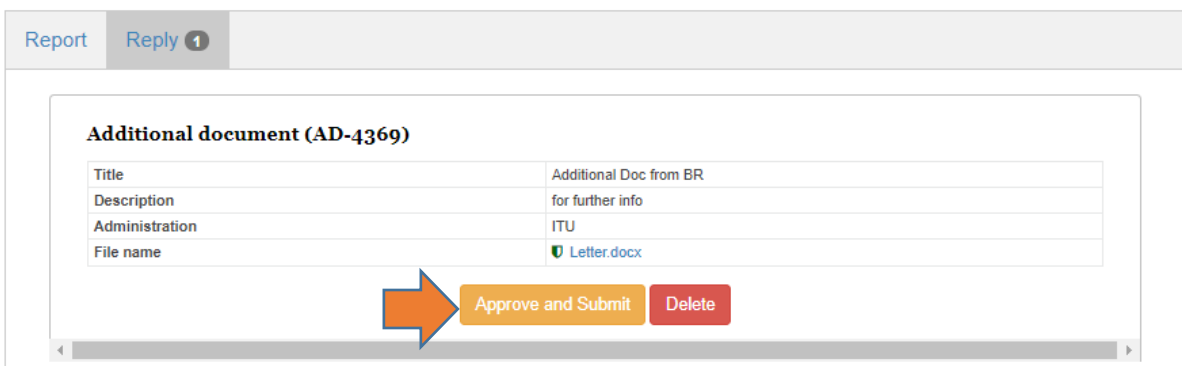 Report Reply 1
Additional document (AD-4369)
Title Additional Doc from BR
Description for further info
Administration ITU
File name Letter.docx
Approve and Submit Delete